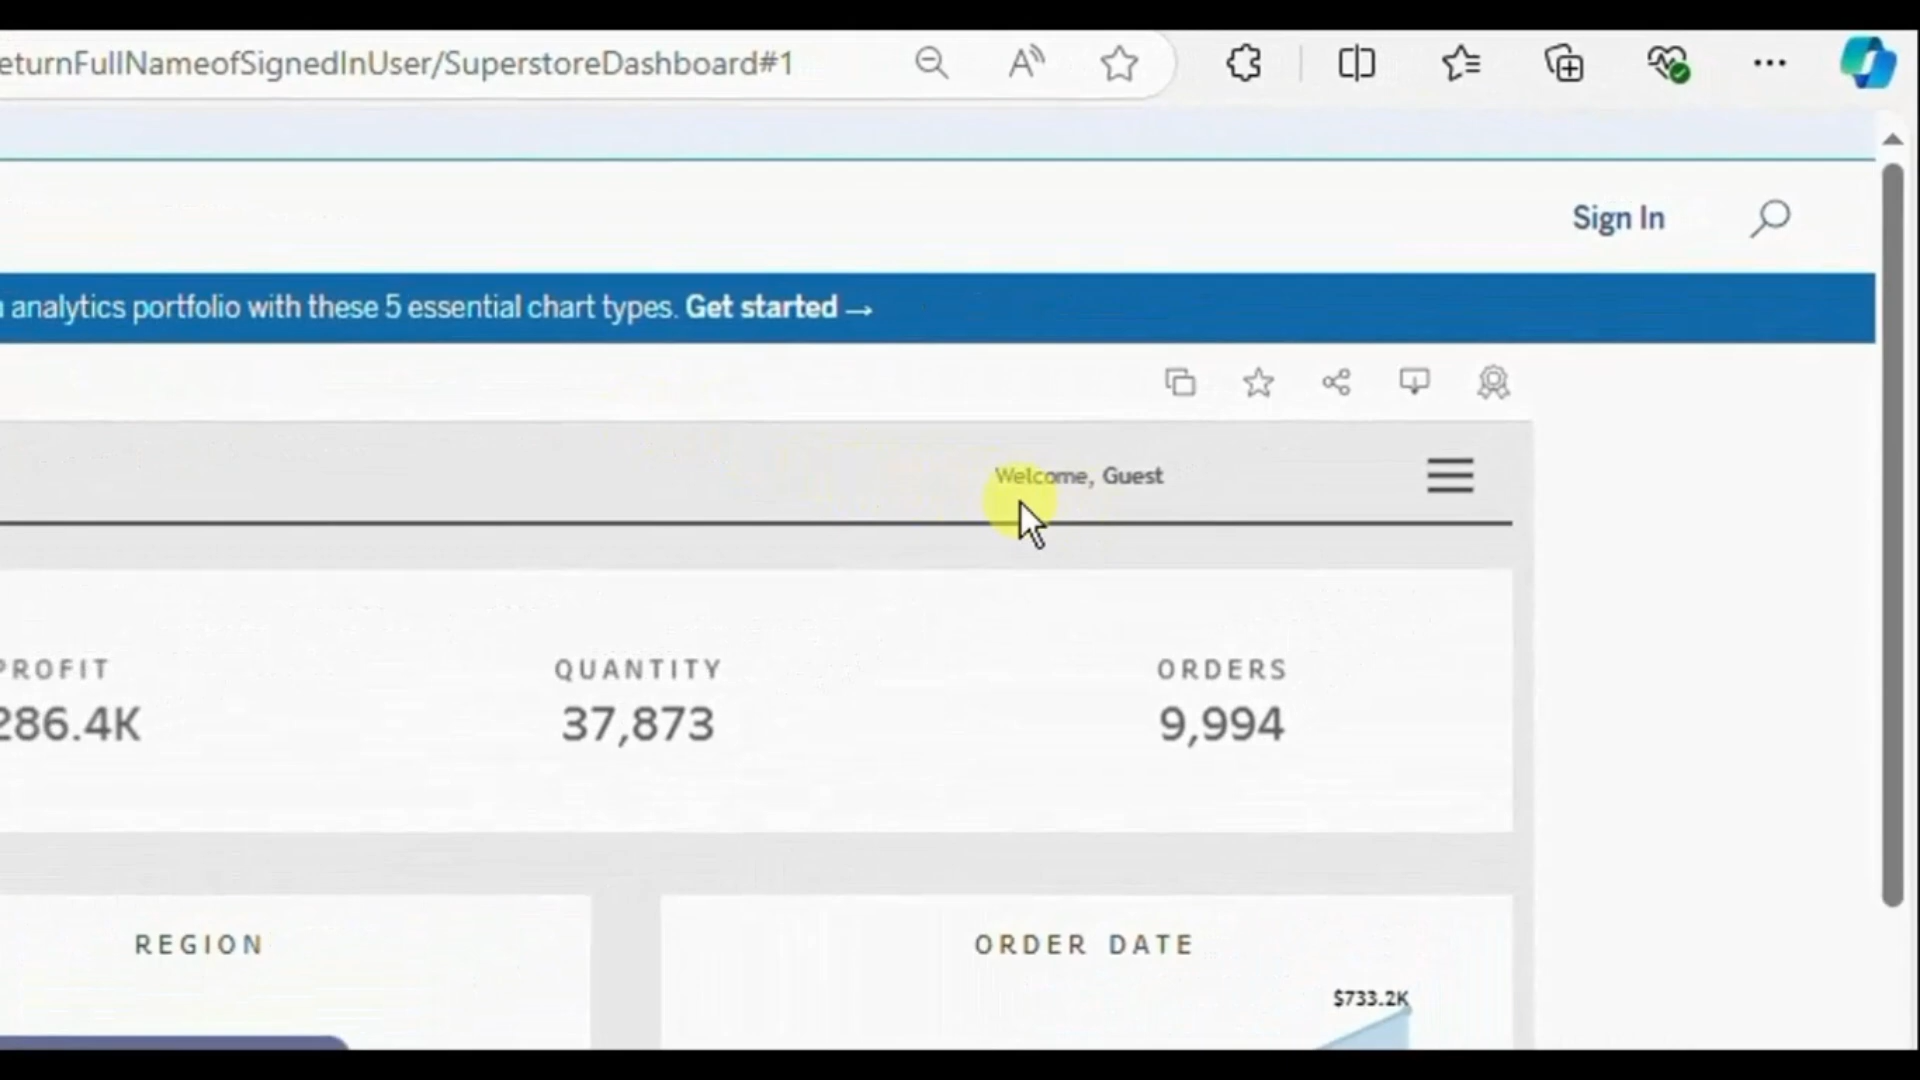 eturnFullNameofSignedInUser/SuperstoreDashboard#1
Sign In
analytics portfolio with these 5 essential chart types. Get started →
Welcome, Guest
PROFIT
286.4K
QUANTITY
37,873
ORDERS
9,994
REGION
ORDER DATE
$733.2K